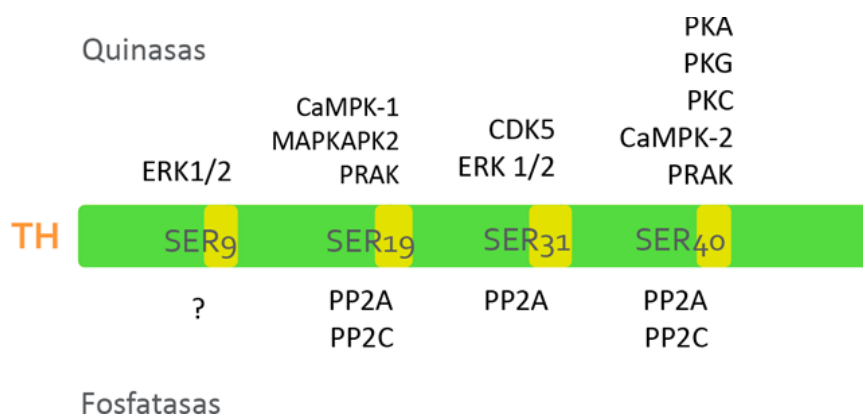 Quinasas
ERK1/2
CaMPK-1
MAPKAPK2
PRAK
CDK5
ERK 1/2
PKA
PKG
PKC
CaMPK-2
PRAK
TH
SER9
SER19
SER31
SER40
?
PP2A
PP2C
PP2A
PP2A
PP2C
Fosfatasas